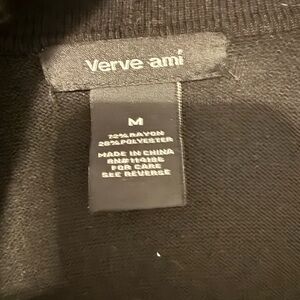 Verve ami
M
72% RAYON
28% POLYESTER
MADE IN CHINA
FOR CARE
SEE REVERSE